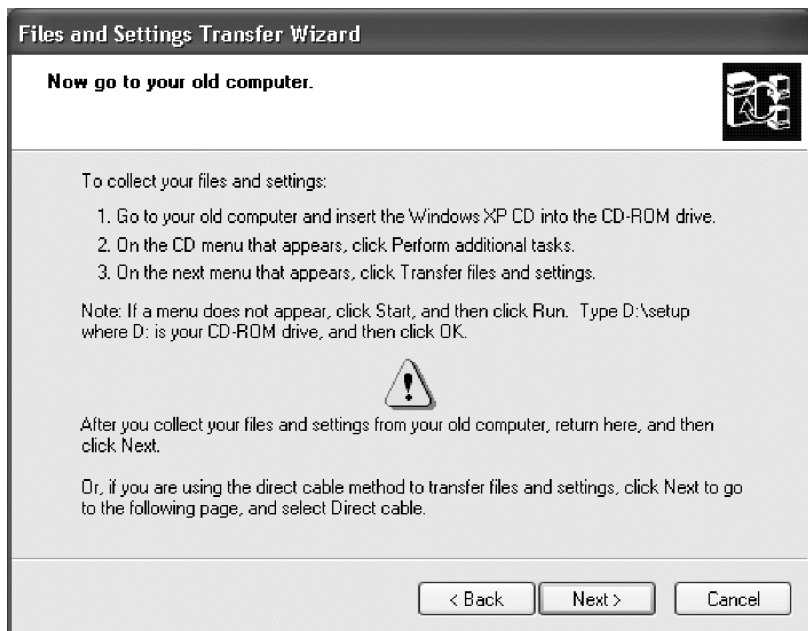 Files and Settings Transfer Wizard
Now go to your old computer.
To collect your files and settings:
1. Go to your old computer and insert the Windows XP CD into the CD-ROM drive.
2. On the CD menu that appears, click Perform additional tasks.
3. On the next menu that appears, click Transfer files and settings.
Note: If a menu does not appear, click Start, and then click Run. Type D:\setup
where D: is your CD-ROM drive, and then click OK.
After you collect your files and settings from your old computer, return here, and then
click Next.
Or, if you are using the direct cable method to transfer files and settings, click Next to go
to the following page, and select Direct cable.
< Back
Next >
Cancel